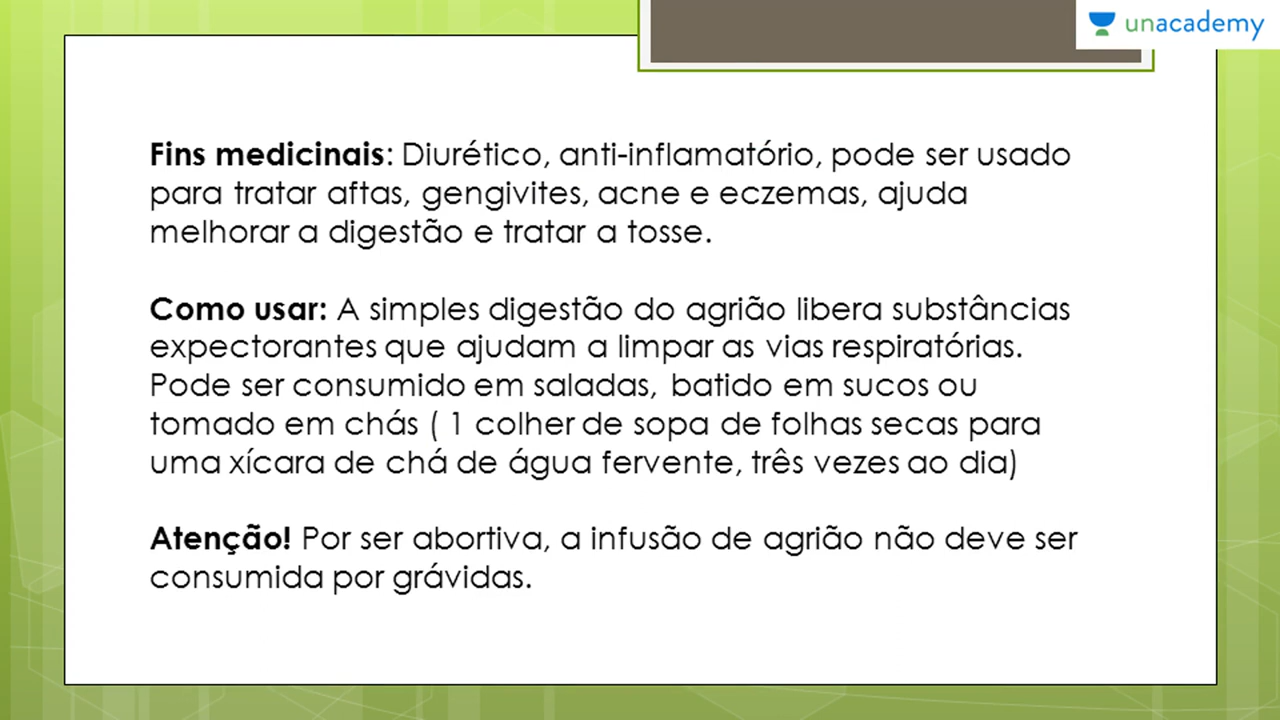 unacademy
Fins medicinais: Diurético, anti-inflamatório, pode ser usado
para tratar aftas, gengivites, acne e eczemas, ajuda
melhorar a digestão e tratar a tosse.
Como usar: A simples digestão do agrião libera substâncias
expectorantes que ajudam a limpar as vias respiratórias.
Pode ser consumido em saladas, batido em sucos ou
tomado em chás ( 1 colher de sopa de folhas secas para
uma xícara de chá de água fervente, três vezes ao dia)
Atenção! Por ser abortiva, a infusão de agrião não deve ser
consumida por grávidas.